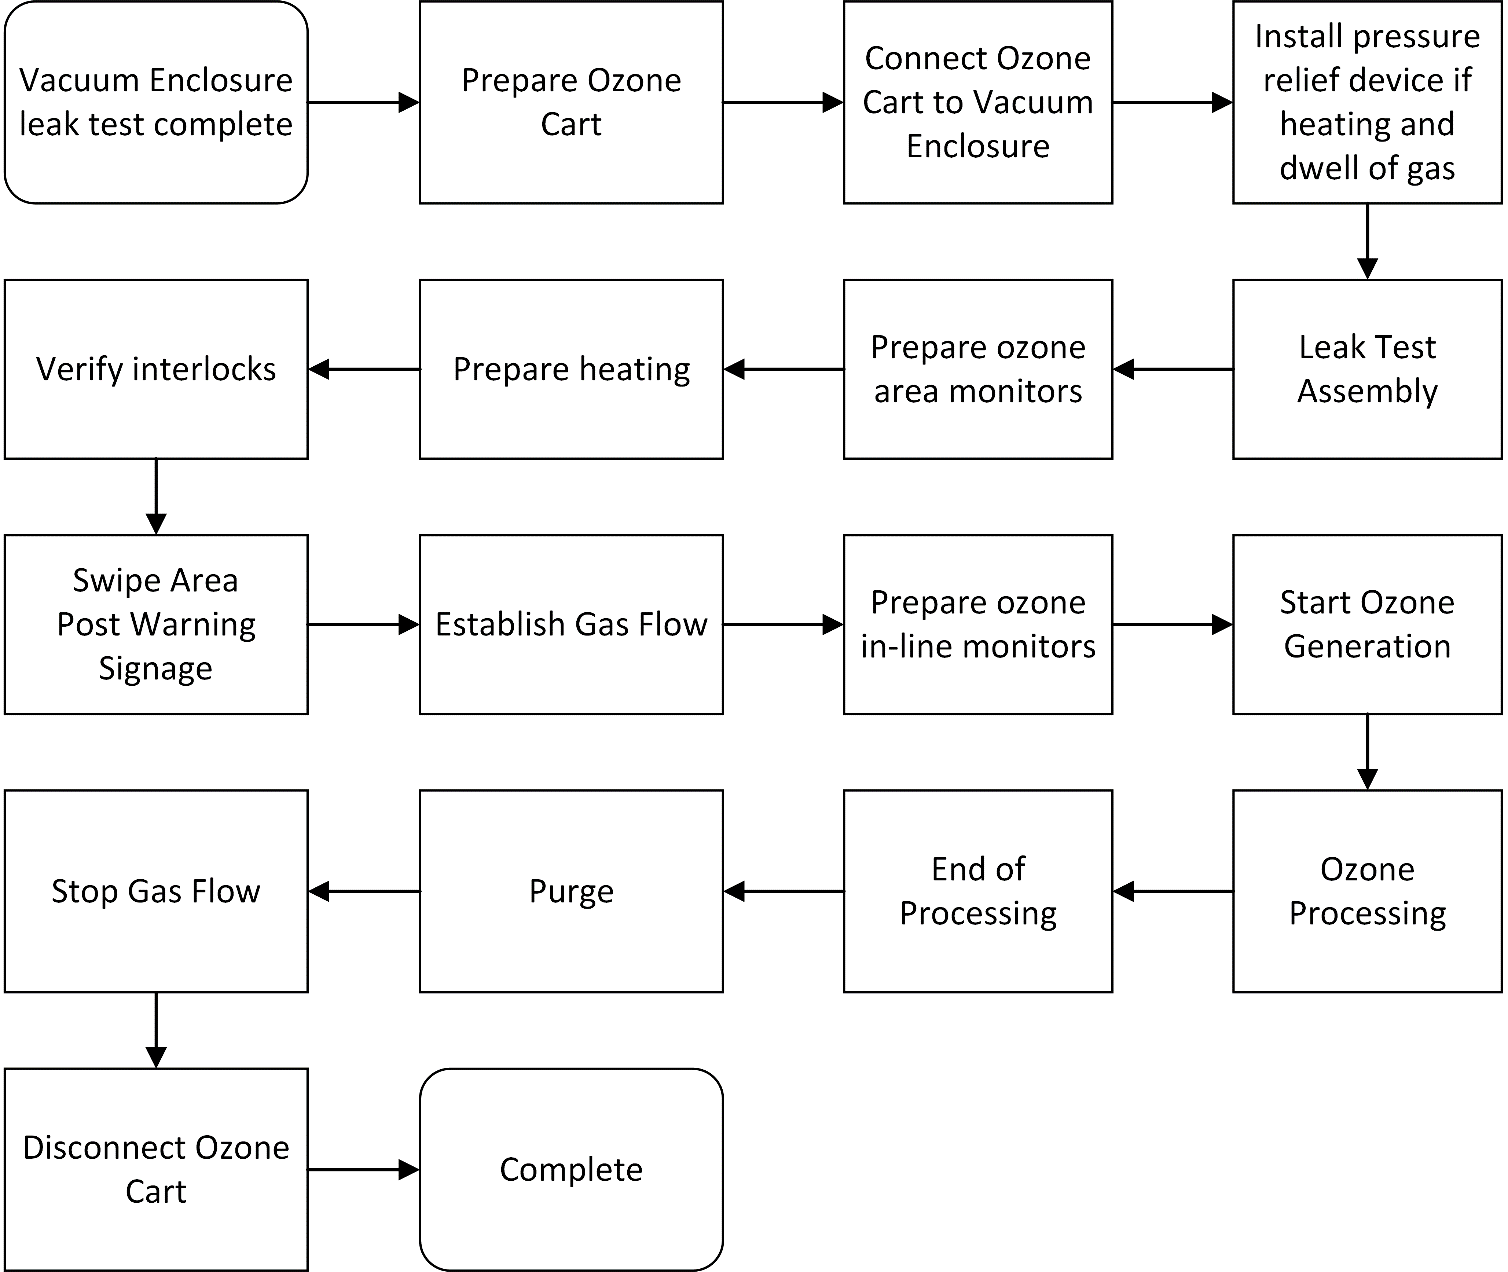 Vacuum Enclosure
leak test complete
Prepare Ozone
Cart
Connect Ozone
Cart to Vacuum
Enclosure
Install pressure
relief device if
heating and
dwell of gas
Leak Test
Assembly
Prepare ozone
area monitors
Prepare heating
Verify interlocks
Swipe Area
Post Warning
Signage
Establish Gas Flow
Prepare ozone
in-line monitors
Start Ozone
Generation
Ozone
Processing
End of
Processing
Purge
Stop Gas Flow
Disconnect Ozone
Cart
Complete